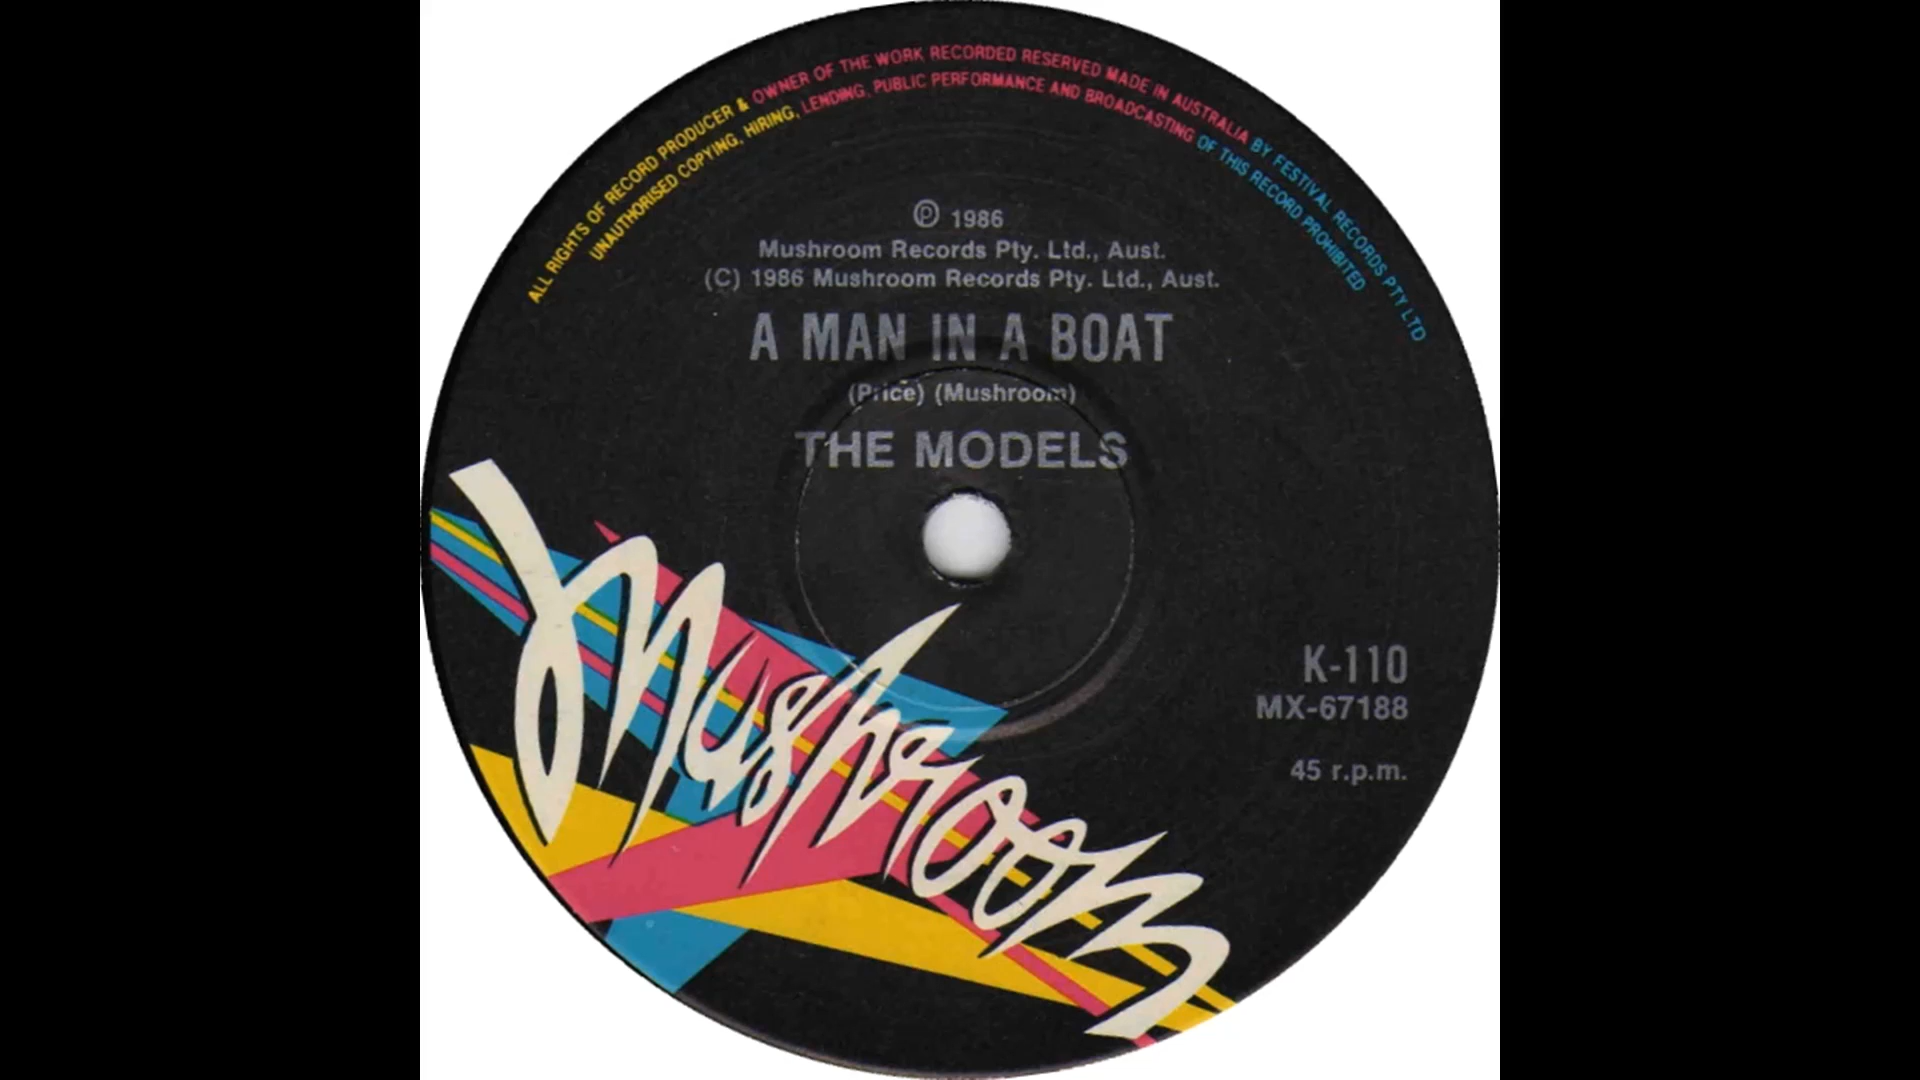 ALL RIGHTS OF RECORD PRODUCER & OWNER OF THE WORK RECORDED RESERVED MADE IN AUSTRALIA BY FESTIVAL RECORDS PTY LTD
UNAUTHORISED COPYING, HIRING, LENDING, PUBLIC PERFORMANCE AND BROADCASTING OF THIS RECORD PROHIBITED
Ⓟ 1986
Mushroom Records Pty. Ltd., Aust.
(C) 1986 Mushroom Records Pty. Ltd., Aust.
A MAN IN A BOAT
(Price) (Mushroom)
THE MODELS
Mushroom
K-110
MX-67188
45 r.p.m.